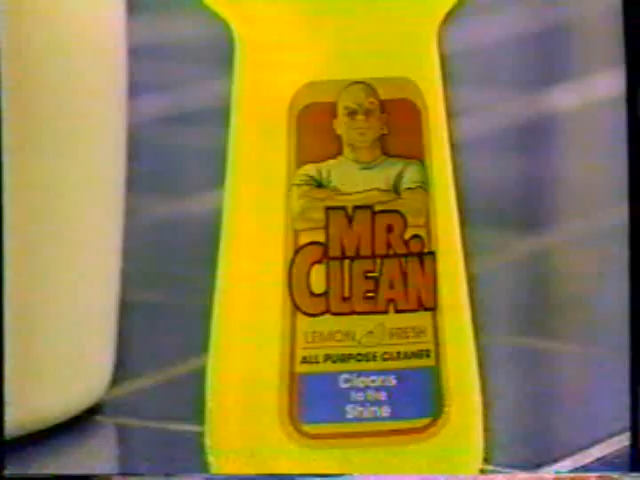 MR.
CLEAN
LEMON FRESH
ALL PURPOSE CLEANER
Cleans
to the
Shine